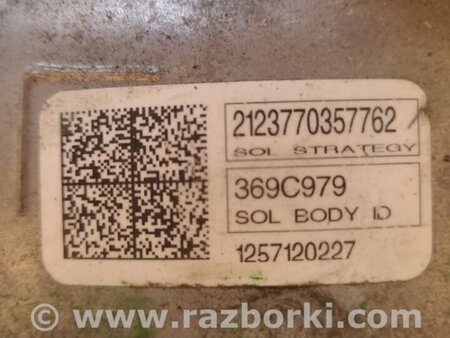 2123770357762
SOL STRATEGY
369C979
SOL BODY ID
1257120227
© www.razborki.com